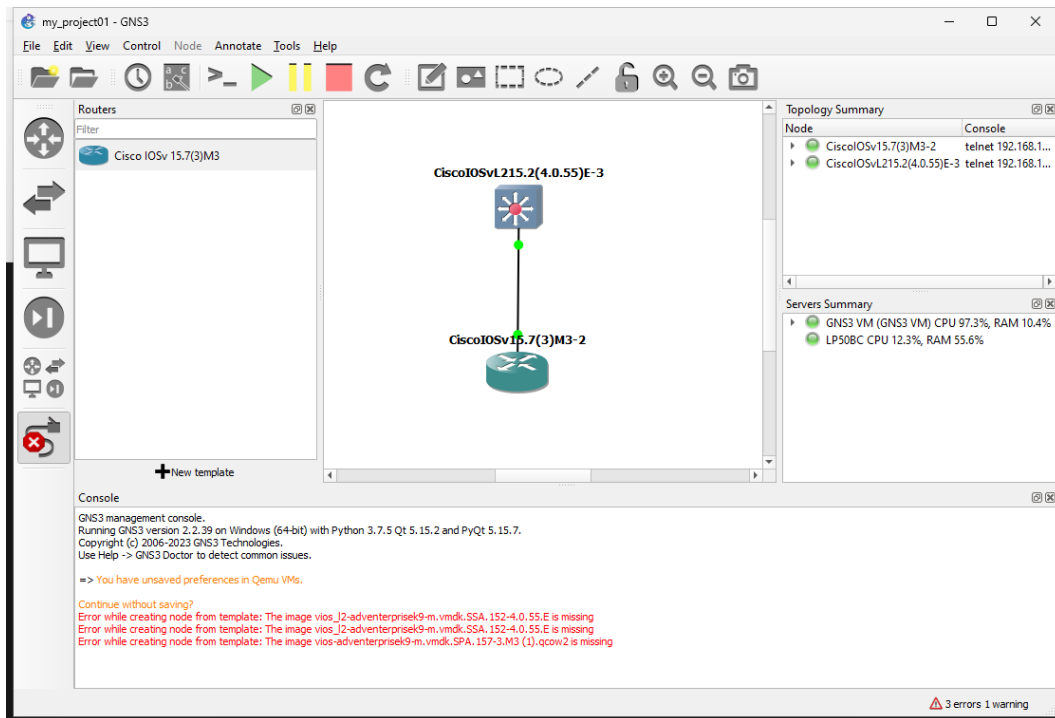 my_project01 - GNS3
File Edit View Control Node Annotate Tools Help
Routers
Filter
Cisco IOSv 15.7(3)M3
New template
CiscoIOSvL215.2(4.0.55)E-3
CiscoIOSv15.7(3)M3-2
Topology Summary
Node Console
CiscoIOSv15.7(3)M3-2 telnet 192.168.1...
CiscoIOSvL215.2(4.0.55)E-3 telnet 192.168.1...
Servers Summary
GNS3 VM (GNS3 VM) CPU 97.3%, RAM 10.4%
LP50BC CPU 12.3%, RAM 55.6%
Console
GNS3 management console.
Running GNS3 version 2.2.39 on Windows (64-bit) with Python 3.7.5 Qt 5.15.2 and PyQt 5.15.7.
Copyright (c) 2006-2023 GNS3 Technologies.
Use Help -> GNS3 Doctor to detect common issues.
=> You have unsaved preferences in Qemu VMs.
Continue without saving?
Error while creating node from template: The image vios_l2-adventerprisek9-m.vmdk.SSA.152-4.0.55.E is missing
Error while creating node from template: The image vios_l2-adventerprisek9-m.vmdk.SSA.152-4.0.55.E is missing
Error while creating node from template: The image vios-adventerprisek9-m.vmdk.SPA.157-3.M3 (1).qcow2 is missing
3 errors 1 warning